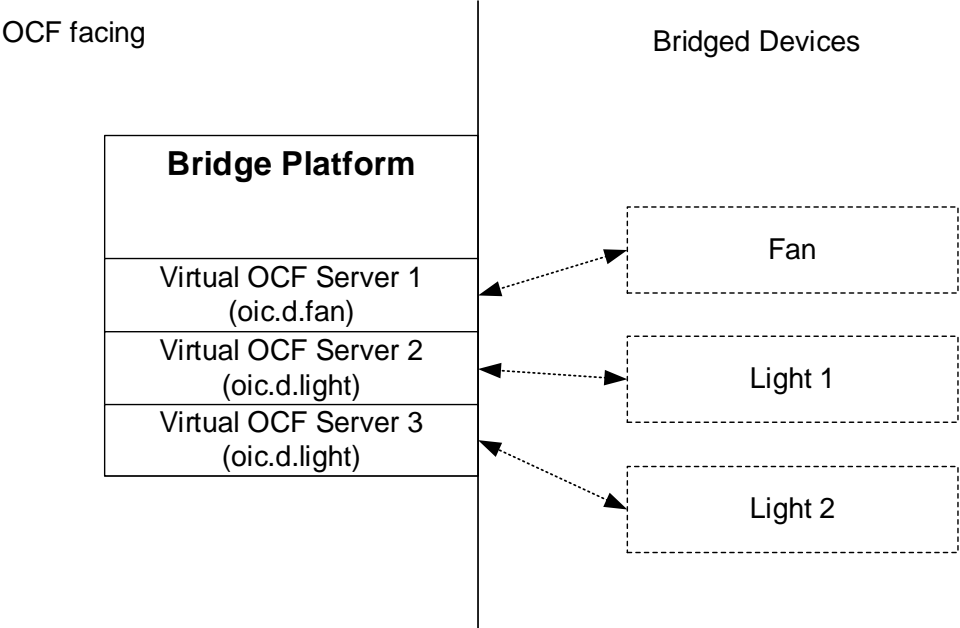 OCF facing
Bridged Devices
Bridge Platform
Virtual OCF Server 1
(oic.d.fan)
Virtual OCF Server 2
(oic.d.light)
Virtual OCF Server 3
(oic.d.light)
Fan
Light 1
Light 2